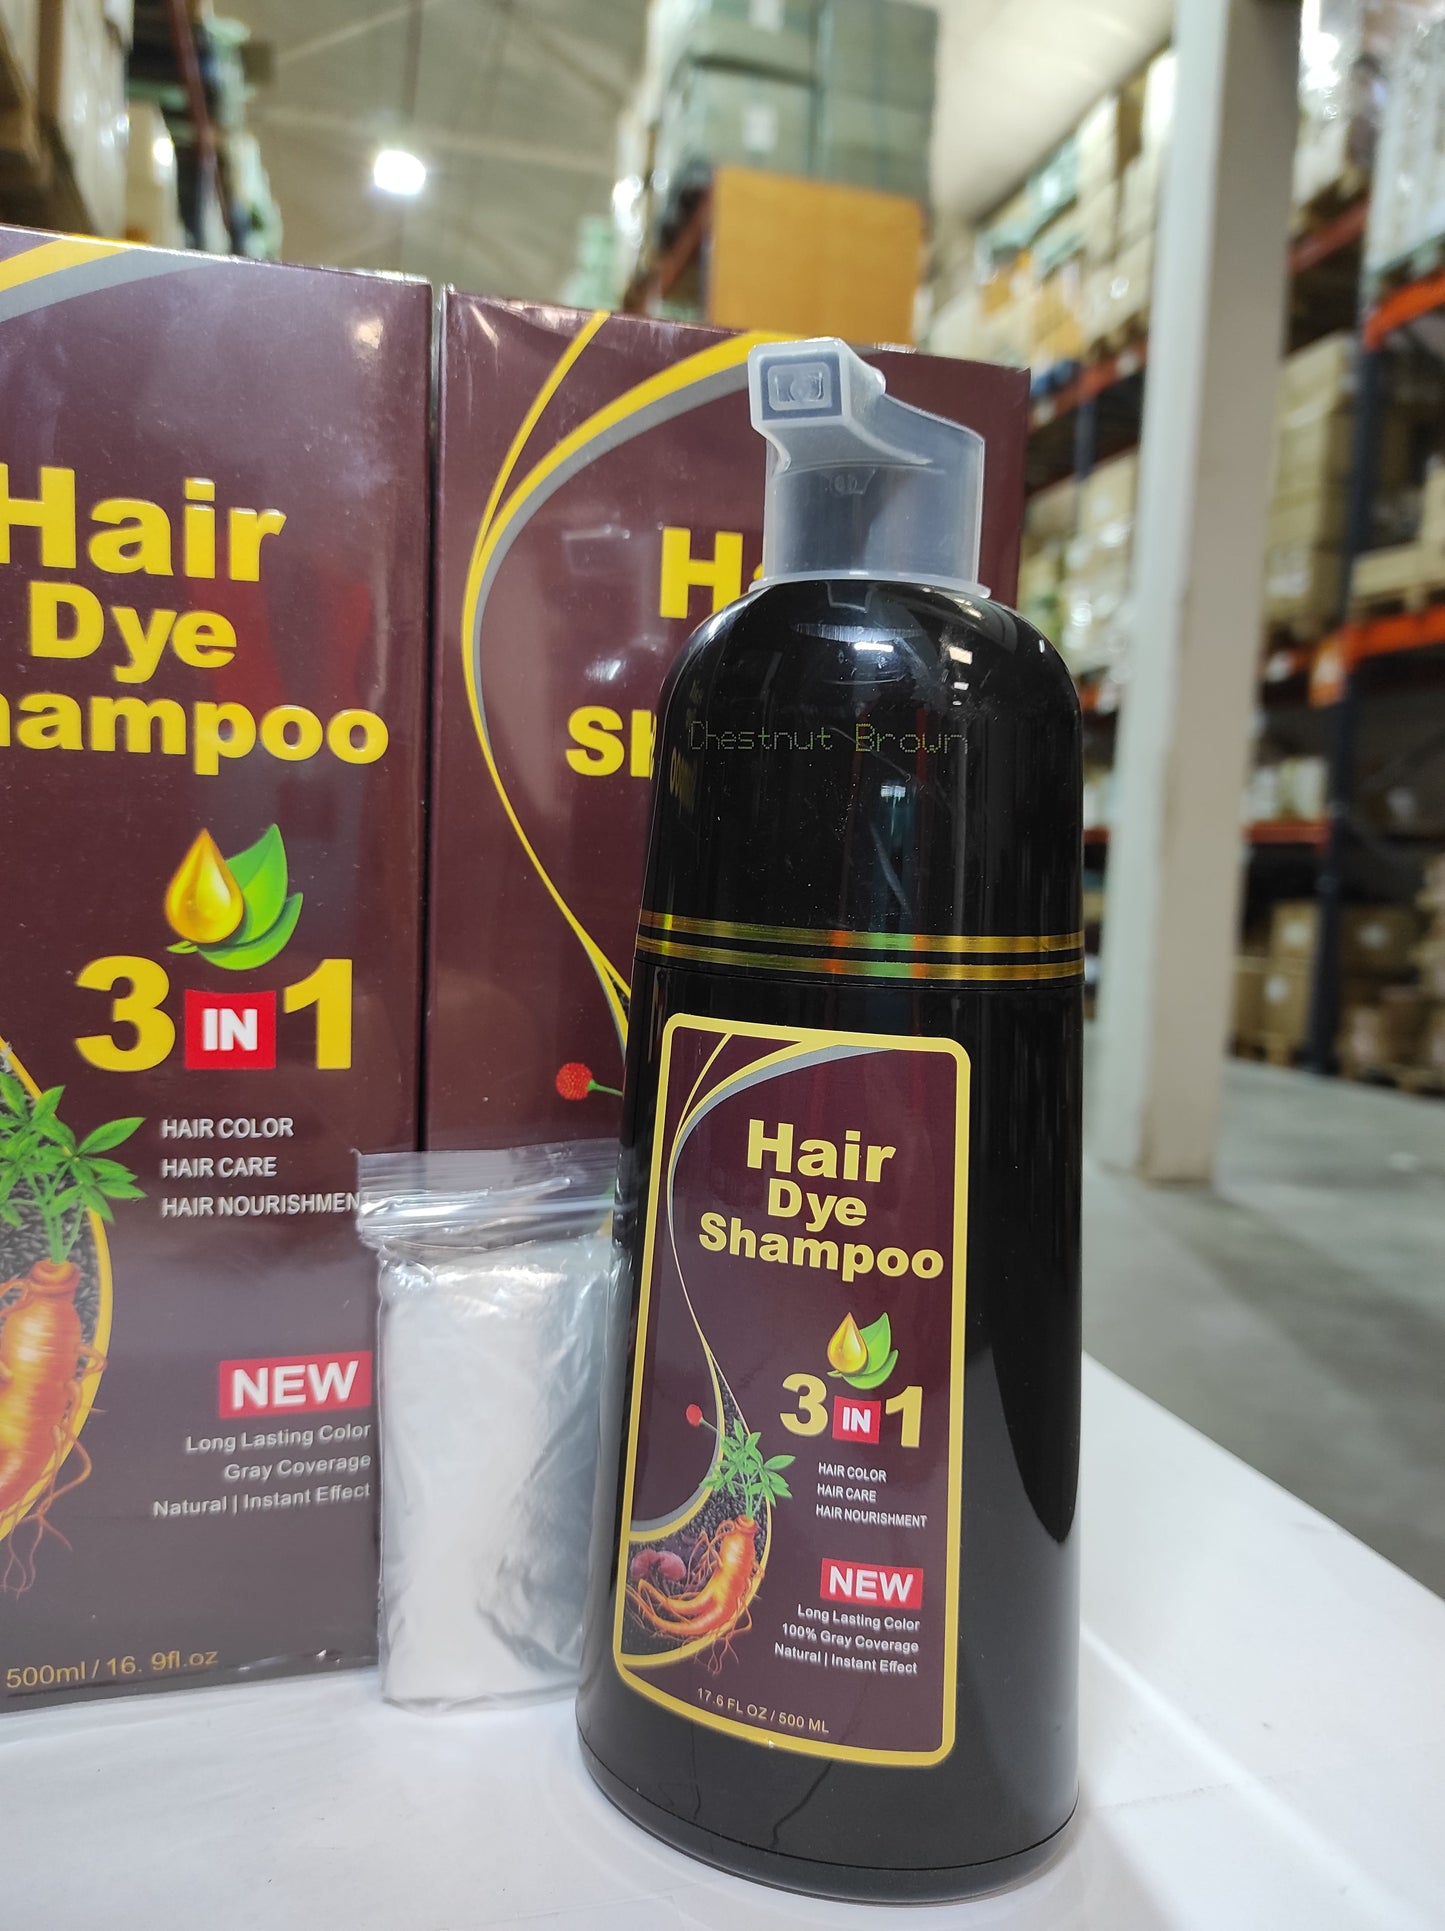 Hair
Dye
hampoo
3 IN 1
HAIR COLOR
HAIR CARE
HAIR NOURISHMEN
NEW
Long Lasting Color
Gray Coverage
Natural | Instant Effect
500ml / 16. 9fl.oz
H
Sh
Chestnut Brown
Hair
Dye
Shampoo
3 IN 1
HAIR COLOR
HAIR CARE
HAIR NOURISHMENT
NEW
Long Lasting Color
100% Gray Coverage
Natural | Instant Effect
17.6 FL OZ / 500 ML